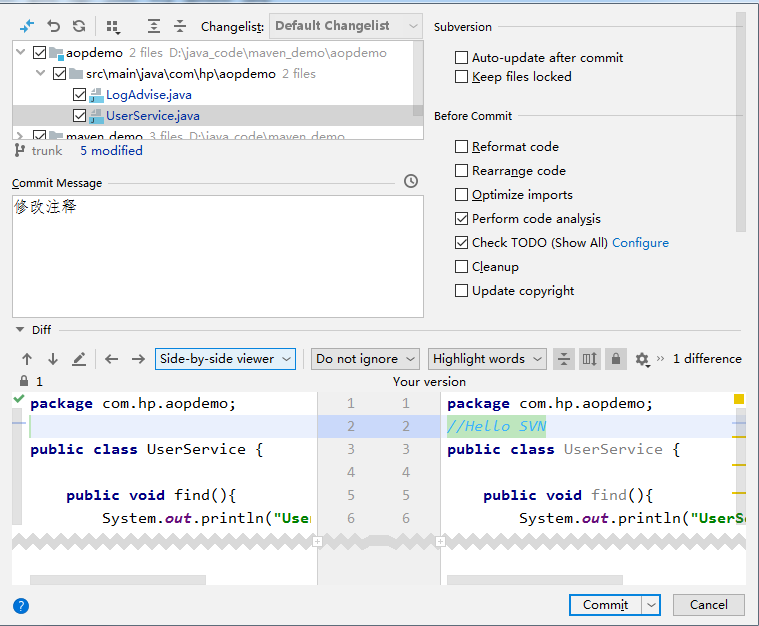 Changelist: Default Changelist
aopdemo 2 files D:\java_code\maven_demo\aopdemo
src\main\java\com\hp\aopdemo 2 files
LogAdvise.java
UserService.java
maven_demo 3 files D:\java_code\maven_demo
trunk 5 modified
Commit Message
修改注释
Subversion
Auto-update after commit
Keep files locked
Before Commit
Reformat code
Rearrange code
Optimize imports
Perform code analysis
Check TODO (Show All) Configure
Cleanup
Update copyright
Diff
Side-by-side viewer Do not ignore Highlight words 1 difference
1 Your version
package com.hp.aopdemo; 1 1 package com.hp.aopdemo;
2 2 //Hello SVN
public class UserService { 3 3 public class UserService {
4 4
public void find(){ 5 5 public void find(){
System.out.println("User 6 6 System.out.println("UserSe
? Commit Cancel